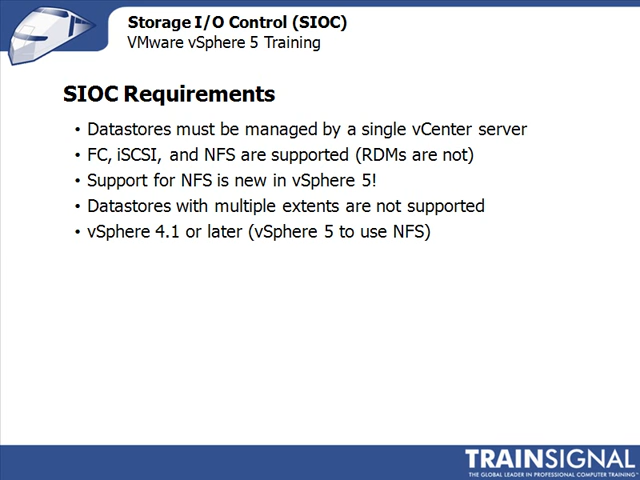 Storage I/O Control (SIOC)
VMware vSphere 5 Training
SIOC Requirements
• Datastores must be managed by a single vCenter server
• FC, iSCSI, and NFS are supported (RDMs are not)
• Support for NFS is new in vSphere 5!
• Datastores with multiple extents are not supported
• vSphere 4.1 or later (vSphere 5 to use NFS)
TRAINSIGNAL
THE GLOBAL LEADER IN PROFESSIONAL COMPUTER TRAINING